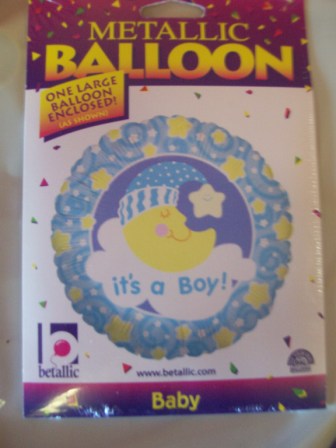 METALLIC
BALLOON
ONE LARGE
BALLOON
ENCLOSED!
(AS SHOWN)
it's a Boy!
betallic
www.betallic.com
Baby